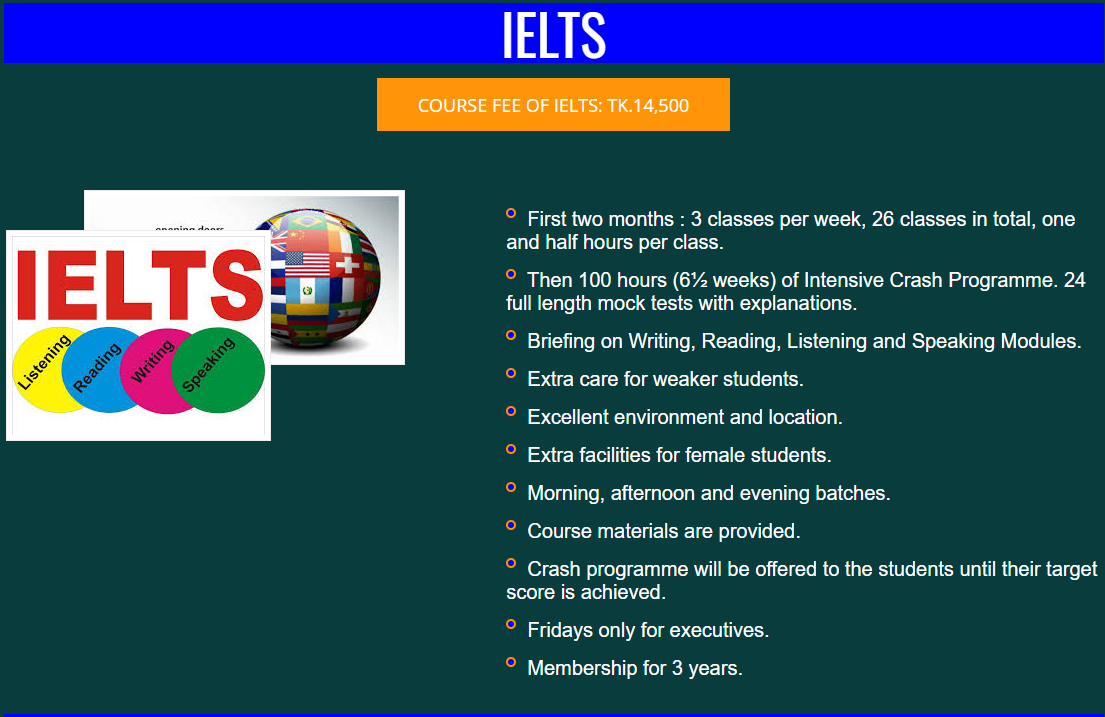 IELTS
COURSE FEE OF IELTS: TK.14,500
opening doors
IELTS
Listening
Reading
Writing
Speaking
First two months : 3 classes per week, 26 classes in total, one
and half hours per class.
Then 100 hours (6½ weeks) of Intensive Crash Programme. 24
full length mock tests with explanations.
Briefing on Writing, Reading, Listening and Speaking Modules.
Extra care for weaker students.
Excellent environment and location.
Extra facilities for female students.
Morning, afternoon and evening batches.
Course materials are provided.
Crash programme will be offered to the students until their target
score is achieved.
Fridays only for executives.
Membership for 3 years.